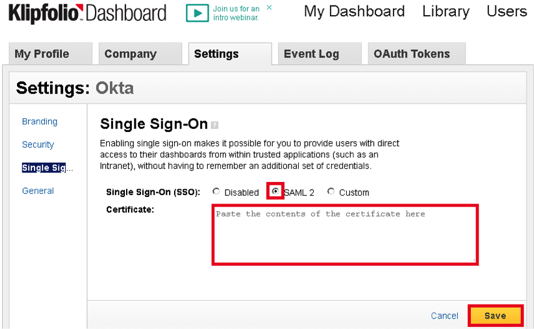 Klipfolio Dashboard
Join us for an
intro webinar.
×
My Dashboard Library Users
My Profile Company Settings Event Log OAuth Tokens
Settings: Okta
Branding
Security
Single Sig...
General
Single Sign-On ?
Enabling single sign-on makes it possible for you to provide users with direct
access to their dashboards from within trusted applications (such as an
Intranet), without having to remember an additional set of credentials.
Single Sign-On (SSO): Disabled SAML 2 Custom
Certificate:
Paste the contents of the certificate here
Cancel Save